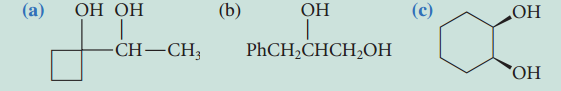 (a) OH OH (b) OH (c) OH
CH—CH₃ PhCH₂CHCH₂OH
OH